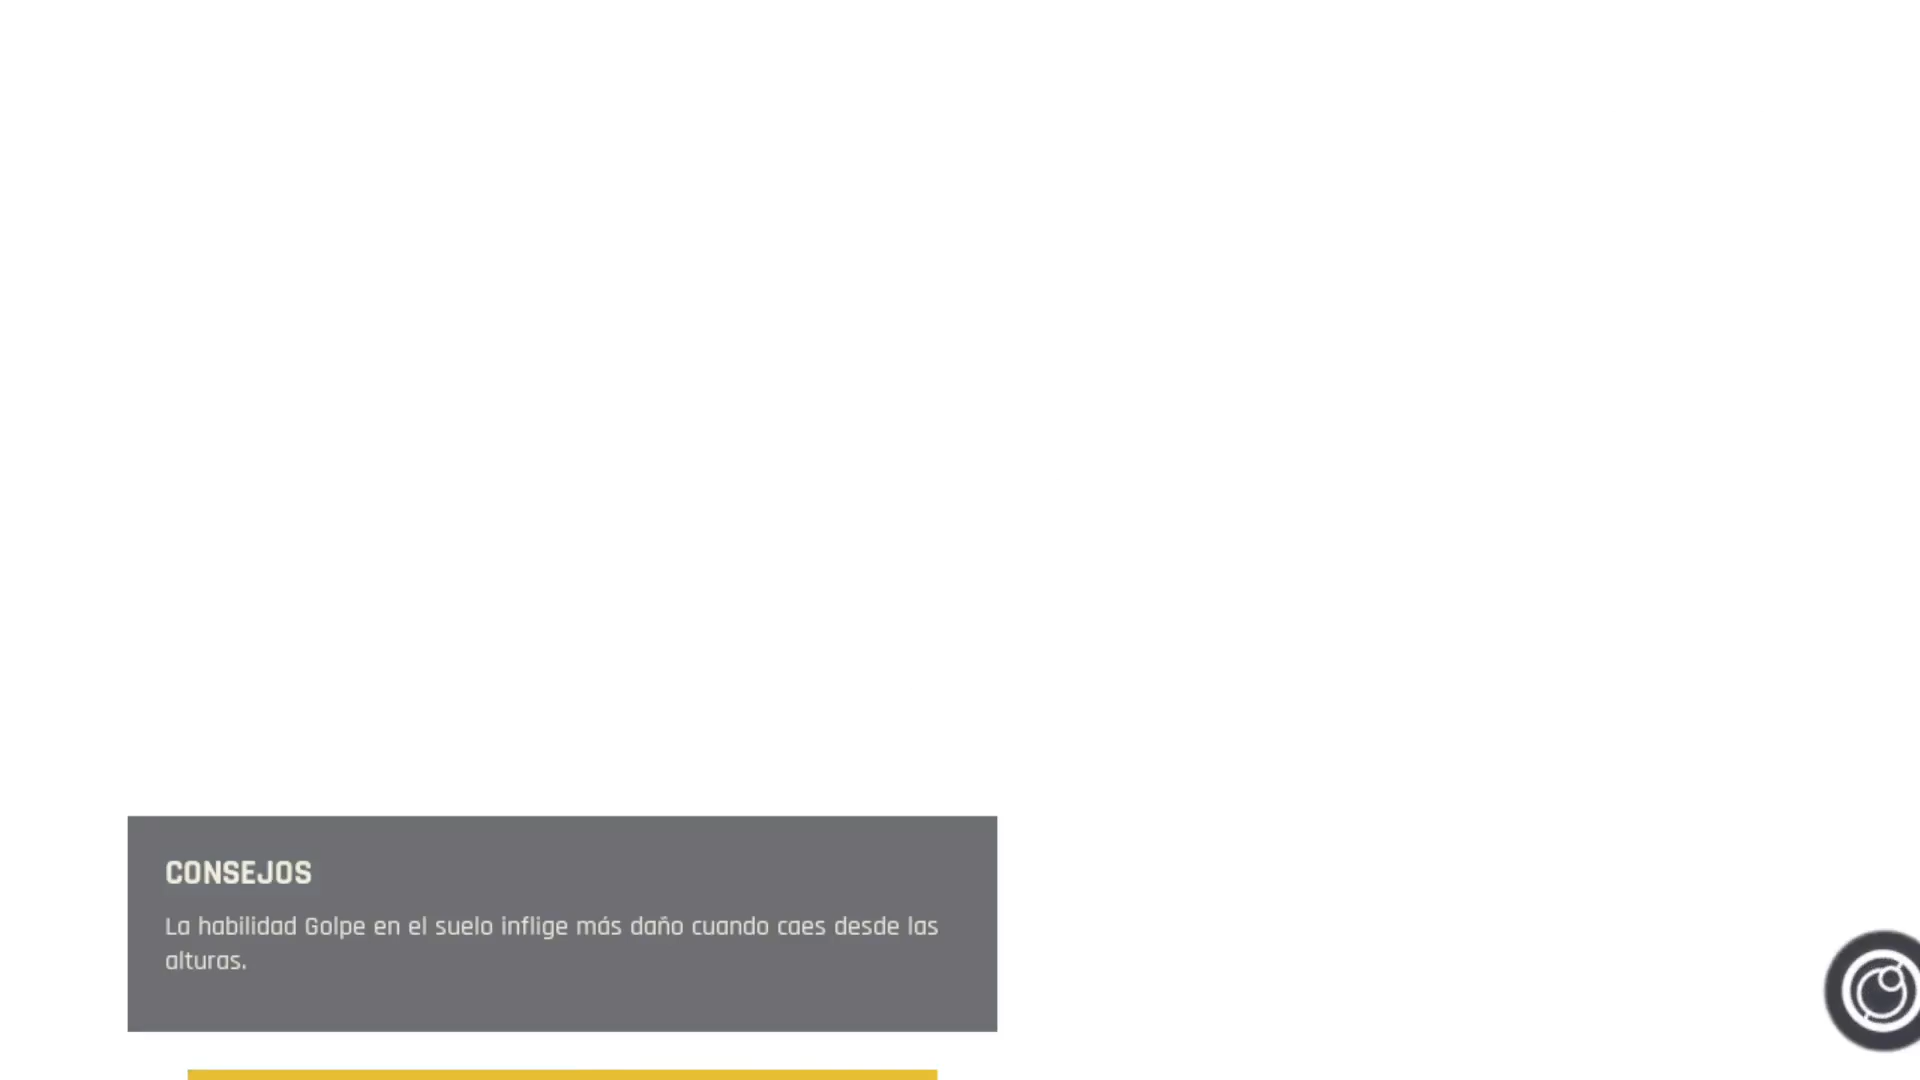 CONSEJOS
La habilidad Golpe en el suelo inflige más daño cuando caes desde las
alturas.